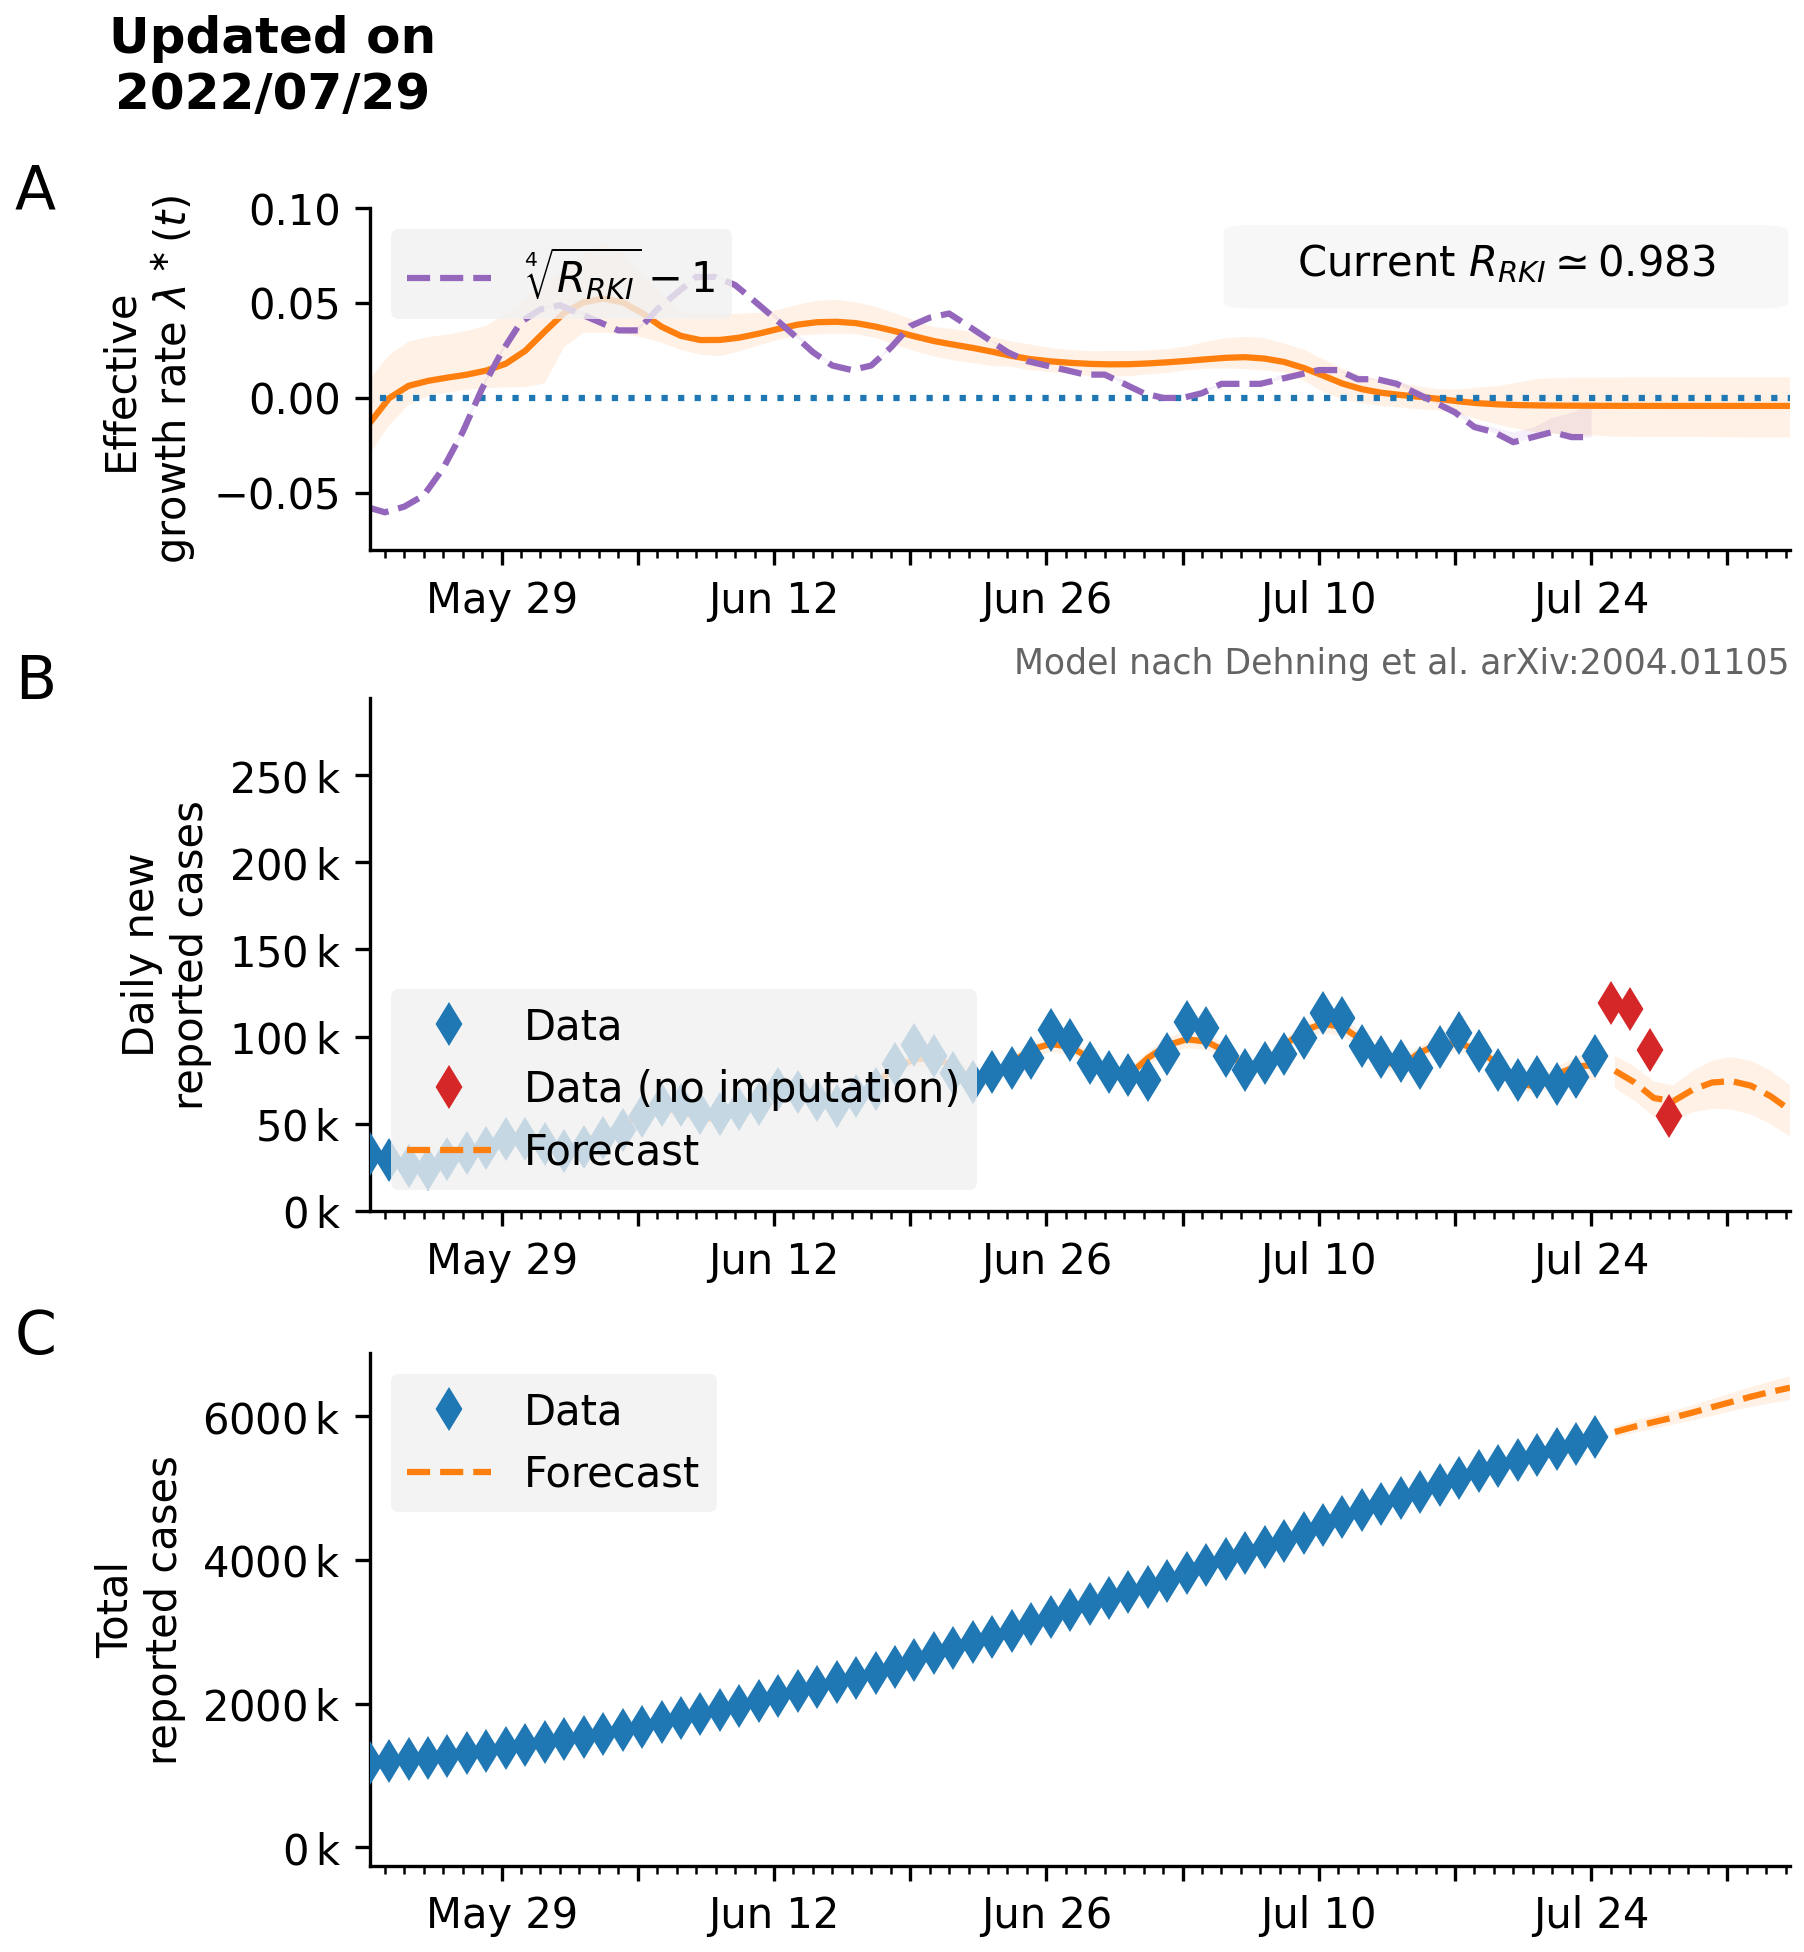 Updated on
2022/07/29
A
Effective
growth rate λ * (t)
0.10
0.05
0.00
−0.05
∜R_RKI − 1
Current R_RKI ≃ 0.983
May 29
Jun 12
Jun 26
Jul 10
Jul 24
Model nach Dehning et al. arXiv:2004.01105
B
Daily new
reported cases
250 k
200 k
150 k
100 k
50 k
0 k
Data
Data (no imputation)
Forecast
May 29
Jun 12
Jun 26
Jul 10
Jul 24
C
Total
reported cases
6000 k
4000 k
2000 k
0 k
Data
Forecast
May 29
Jun 12
Jun 26
Jul 10
Jul 24